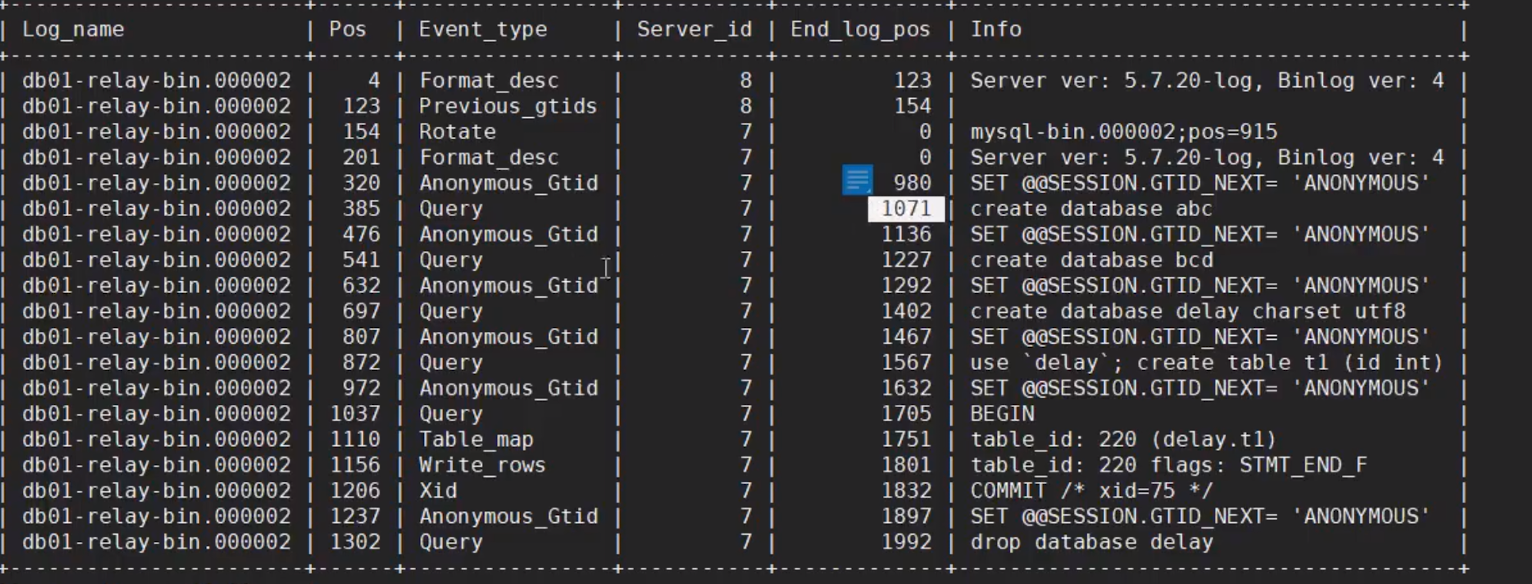 | Log_name | Pos | Event_type | Server_id | End_log_pos | Info |
| db01-relay-bin.000002 | 4 | Format_desc | 8 | 123 | Server ver: 5.7.20-log, Binlog ver: 4 |
| db01-relay-bin.000002 | 123 | Previous_gtids | 8 | 154 | |
| db01-relay-bin.000002 | 154 | Rotate | 7 | 0 | mysql-bin.000002;pos=915 |
| db01-relay-bin.000002 | 201 | Format_desc | 7 | 0 | Server ver: 5.7.20-log, Binlog ver: 4 |
| db01-relay-bin.000002 | 320 | Anonymous_Gtid | 7 | 980 | SET @@SESSION.GTID_NEXT= 'ANONYMOUS' |
| db01-relay-bin.000002 | 385 | Query | 7 | 1071 | create database abc |
| db01-relay-bin.000002 | 476 | Anonymous_Gtid | 7 | 1136 | SET @@SESSION.GTID_NEXT= 'ANONYMOUS' |
| db01-relay-bin.000002 | 541 | Query | 7 | 1227 | create database bcd |
| db01-relay-bin.000002 | 632 | Anonymous_Gtid | 7 | 1292 | SET @@SESSION.GTID_NEXT= 'ANONYMOUS' |
| db01-relay-bin.000002 | 697 | Query | 7 | 1402 | create database delay charset utf8 |
| db01-relay-bin.000002 | 807 | Anonymous_Gtid | 7 | 1467 | SET @@SESSION.GTID_NEXT= 'ANONYMOUS' |
| db01-relay-bin.000002 | 872 | Query | 7 | 1567 | use `delay`; create table t1 (id int) |
| db01-relay-bin.000002 | 972 | Anonymous_Gtid | 7 | 1632 | SET @@SESSION.GTID_NEXT= 'ANONYMOUS' |
| db01-relay-bin.000002 | 1037 | Query | 7 | 1705 | BEGIN |
| db01-relay-bin.000002 | 1110 | Table_map | 7 | 1751 | table_id: 220 (delay.t1) |
| db01-relay-bin.000002 | 1156 | Write_rows | 7 | 1801 | table_id: 220 flags: STMT_END_F |
| db01-relay-bin.000002 | 1206 | Xid | 7 | 1832 | COMMIT /* xid=75 */ |
| db01-relay-bin.000002 | 1237 | Anonymous_Gtid | 7 | 1897 | SET @@SESSION.GTID_NEXT= 'ANONYMOUS' |
| db01-relay-bin.000002 | 1302 | Query | 7 | 1992 | drop database delay |